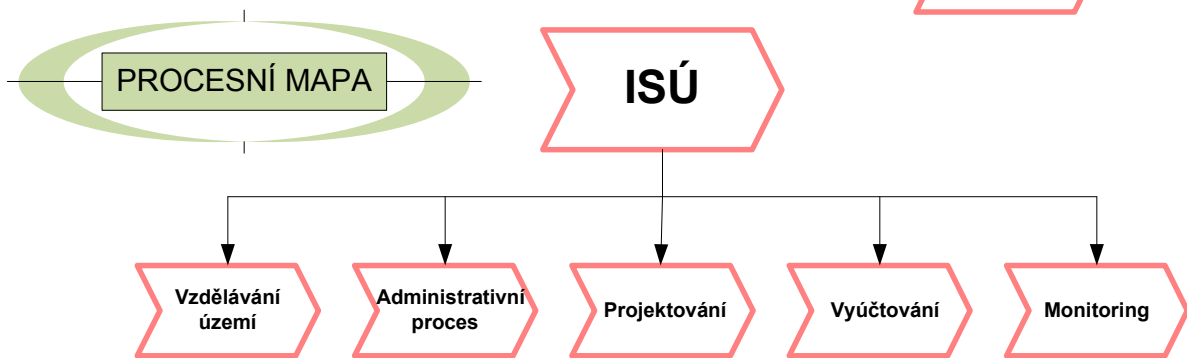 PROCESNÍ MAPA
ISÚ
Vzdělávání
území
Administrativní
proces
Projektování
Vyúčtování
Monitoring